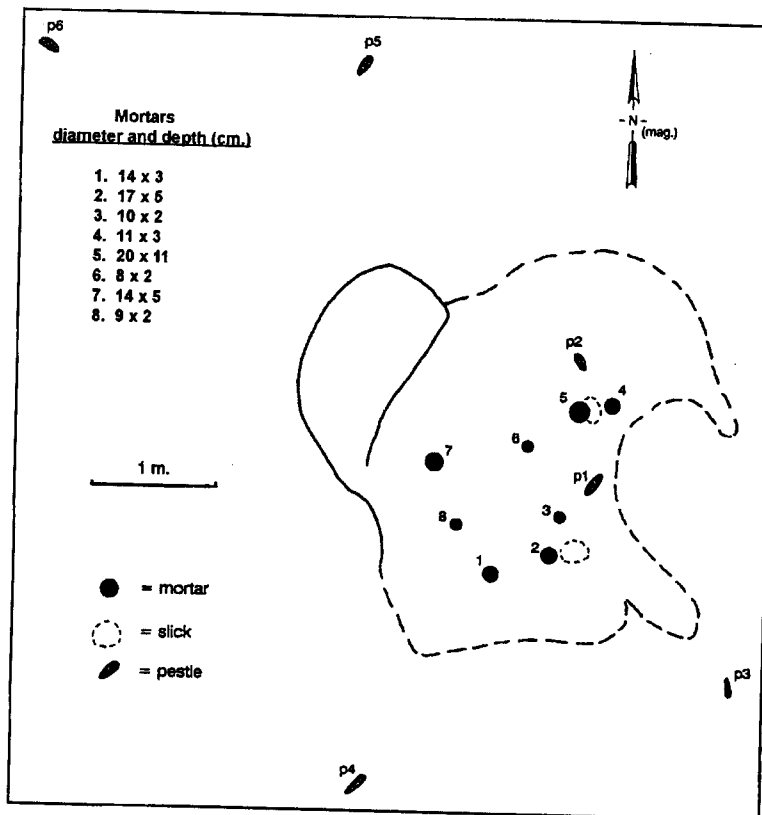 p6
p5
Mortars
diameter and depth (cm.)
1. 14 x 3
2. 17 x 5
3. 10 x 2
4. 11 x 3
5. 20 x 11
6. 8 x 2
7. 14 x 5
8. 9 x 2
- N -
(mag.)
p2
5
4
6
7
1 m.
p1
8
3
2
1
= mortar
= slick
= pestle
p3
p4